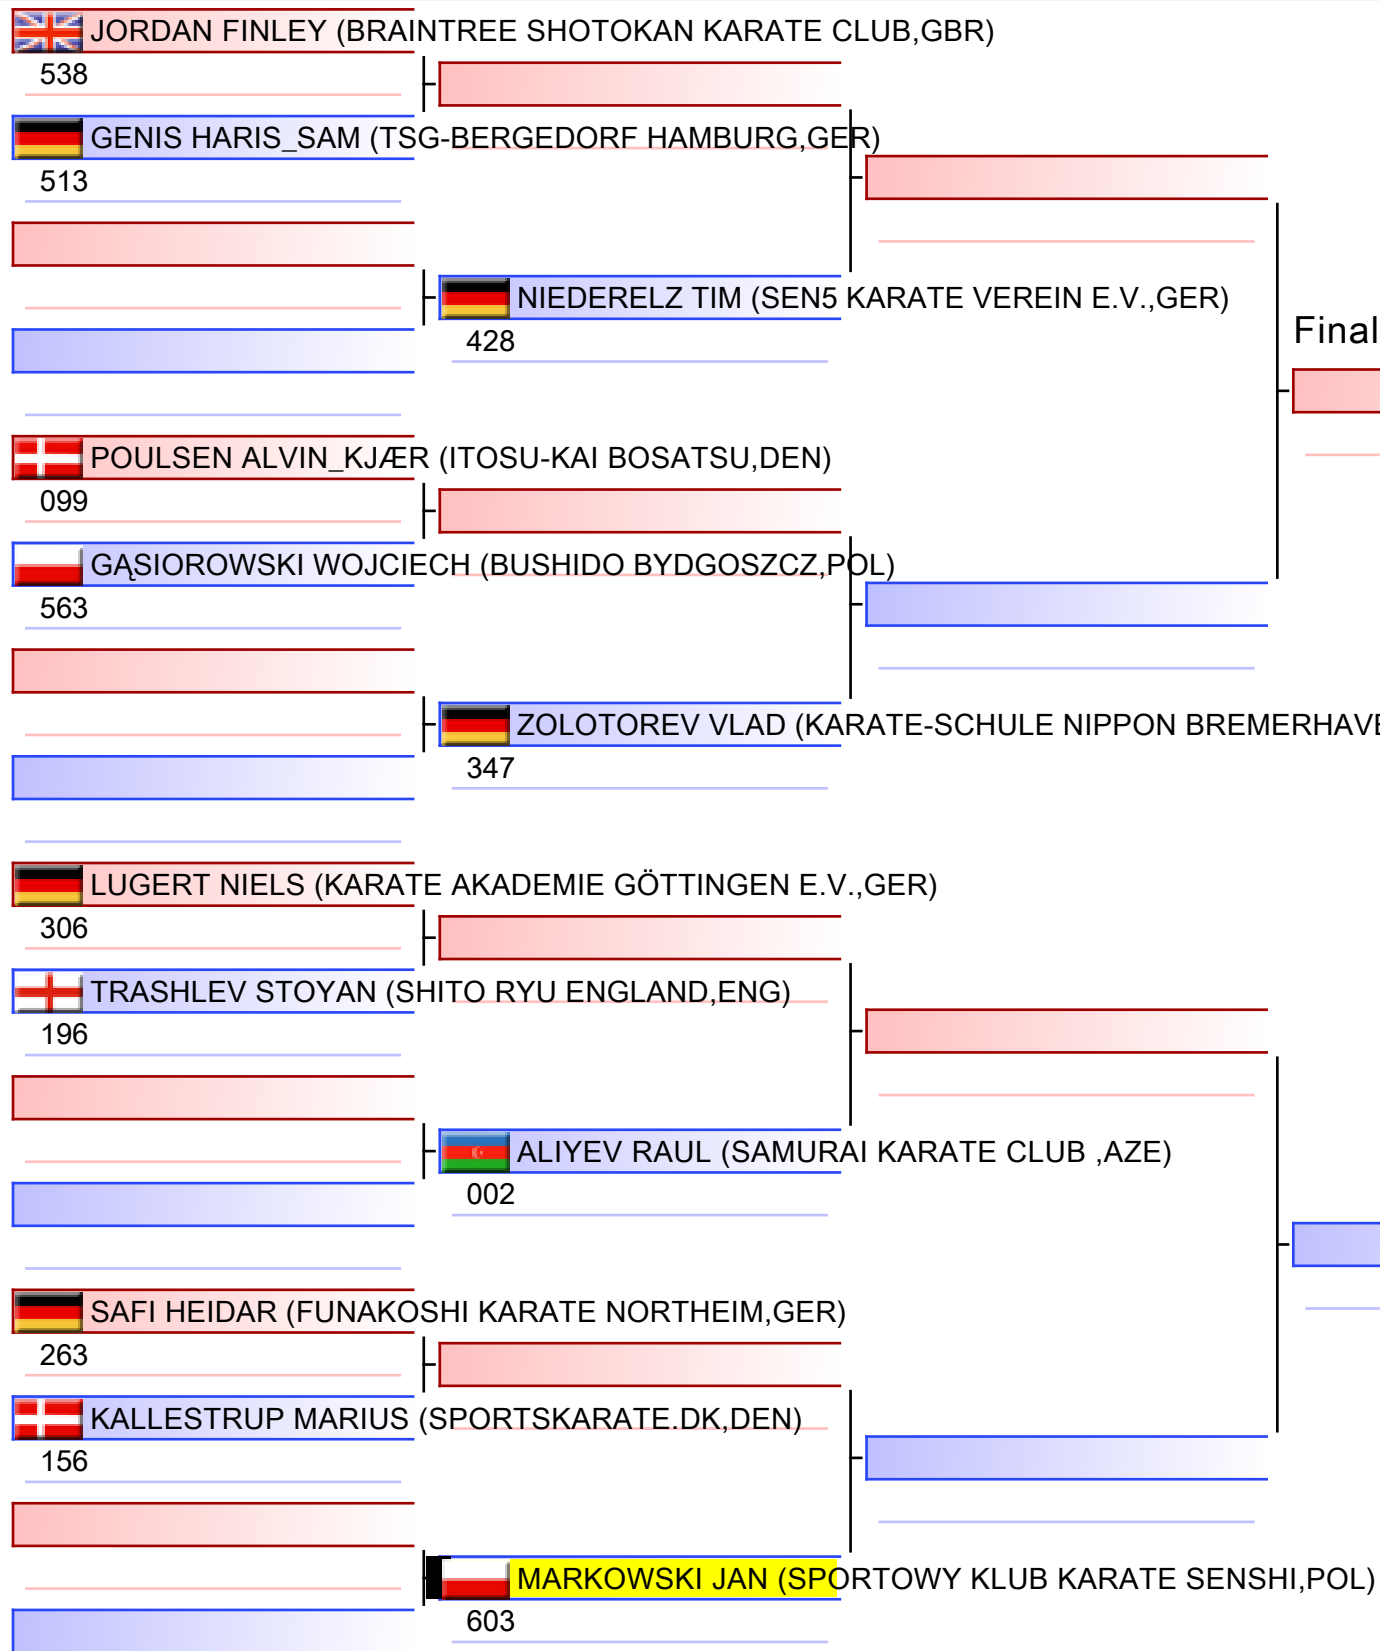 JORDAN FINLEY (BRAINTREE SHOTOKAN KARATE CLUB,GBR)
538
GENIS HARIS_SAM (TSG-BERGEDORF HAMBURG,GER)
513
NIEDERELZ TIM (SEN5 KARATE VEREIN E.V.,GER)
428
Final
POULSEN ALVIN_KJÆR (ITOSU-KAI BOSATSU,DEN)
099
GĄSIOROWSKI WOJCIECH (BUSHIDO BYDGOSZCZ,POL)
563
ZOLOTOREV VLAD (KARATE-SCHULE NIPPON BREMERHAVE
347
LUGERT NIELS (KARATE AKADEMIE GÖTTINGEN E.V.,GER)
306
TRASHLEV STOYAN (SHITO RYU ENGLAND,ENG)
196
ALIYEV RAUL (SAMURAI KARATE CLUB ,AZE)
002
SAFI HEIDAR (FUNAKOSHI KARATE NORTHEIM,GER)
263
KALLESTRUP MARIUS (SPORTSKARATE.DK,DEN)
156
MARKOWSKI JAN (SPORTOWY KLUB KARATE SENSHI,POL)
603